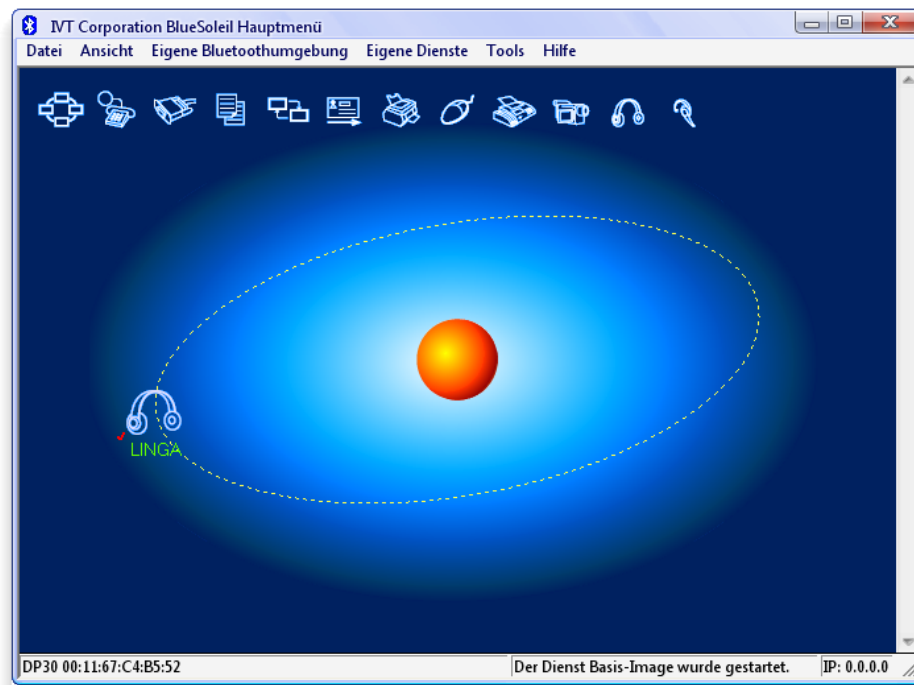 IVT Corporation BlueSoleil Hauptmenü
Datei Ansicht Eigene Bluetoothumgebung Eigene Dienste Tools Hilfe
LINGA
DP30 00:11:67:C4:B5:52 Der Dienst Basis-Image wurde gestartet. IP: 0.0.0.0